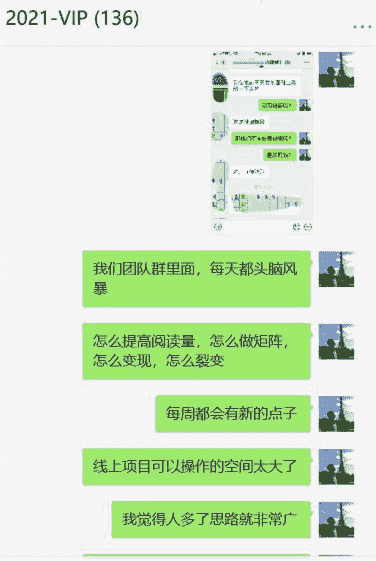 2021-VIP (136)
我们团队群里面，每天都头脑风
暴
怎么提高阅读量，怎么做矩阵，
怎么变现，怎么裂变
每周都会有新的点子
线上项目可以操作的空间太大了
我觉得人多了思路就非常广